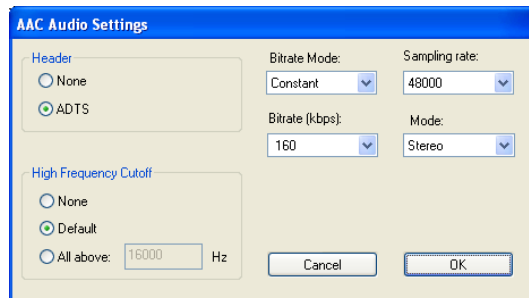 AAC Audio Settings
Header
None
ADTS
Bitrate Mode:
Constant
Sampling rate:
48000
Bitrate (kbps):
160
Mode:
Stereo
High Frequency Cutoff
None
Default
All above: 16000 Hz
Cancel
OK